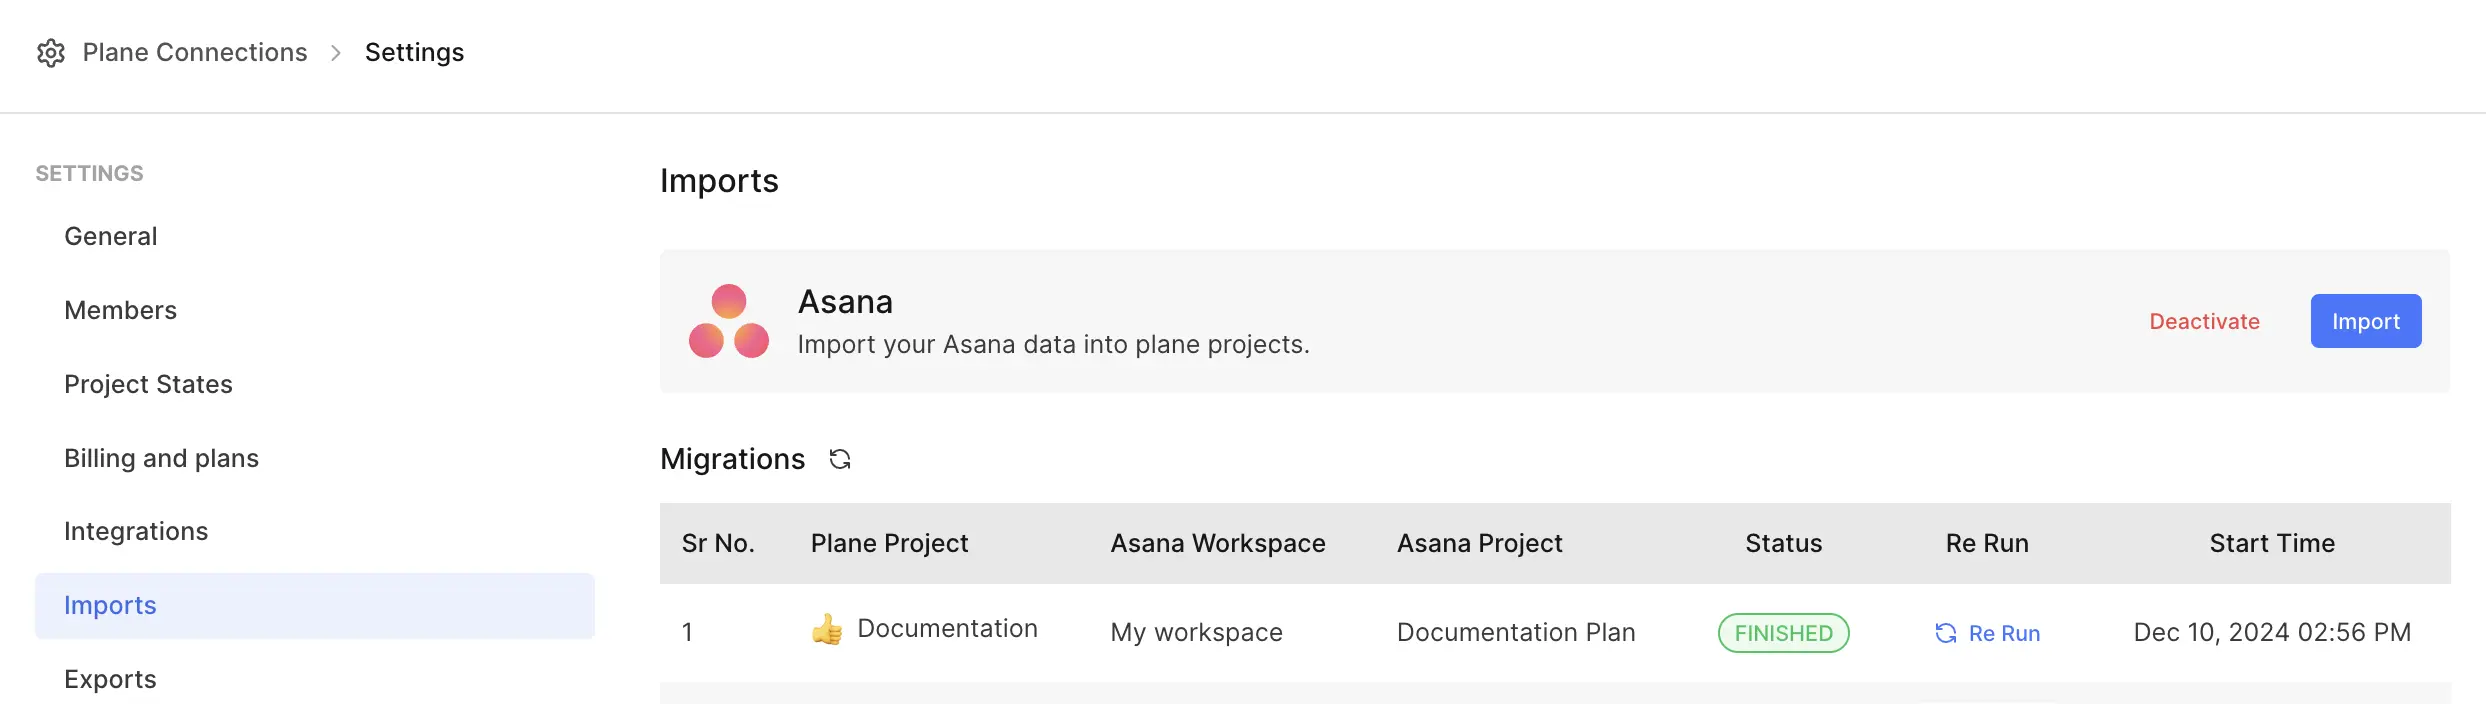 Plane Connections > Settings
SETTINGS
General
Members
Project States
Billing and plans
Integrations
Imports
Exports
Imports
Asana
Import your Asana data into plane projects.
Deactivate
Import
Migrations
Sr No. Plane Project Asana Workspace Asana Project Status Re Run Start Time
1 👍 Documentation My workspace Documentation Plan FINISHED Re Run Dec 10, 2024 02:56 PM